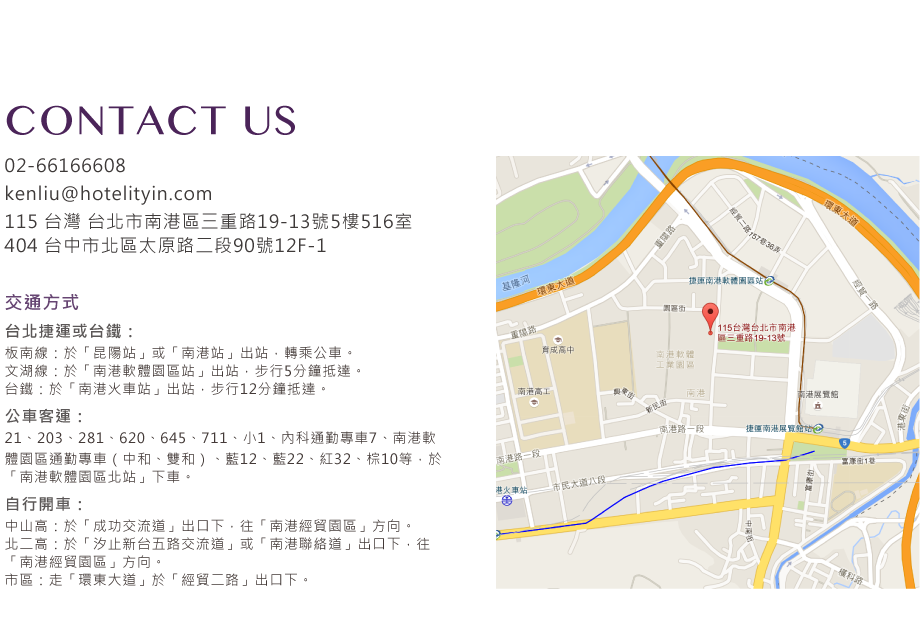 CONTACT US
02-66166608
kenliu@hotelityin.com
115 台灣 台北市南港區三重路19-13號5樓516室
404 台中市北區太原路二段90號12F-1
交通方式
台北捷運或台鐵：
板南線：於「昆陽站」或「南港站」出站，轉乘公車。
文湖線：於「南港軟體園區站」出站，步行5分鐘抵達。
台鐵：於「南港火車站」出站，步行12分鐘抵達。
公車客運：
21、203、281、620、645、711、小1、內科通勤專車7、南港軟
體園區通勤專車（中和、雙和）、藍12、藍22、紅32、棕10等，於
「南港軟體園區北站」下車。
自行開車：
中山高：於「成功交流道」出口下，往「南港經貿園區」方向。
北二高：於「汐止新台五路交流道」或「南港聯絡道」出口下，往
「南港經貿園區」方向。
市區：走「環東大道」於「經貿二路」出口下。
環東大道
經貿二路157巷38弄
重陽路
基隆河
環東大道
捷運南港軟體園區站
經貿一路
園區街
115台灣台北市南港
區三重路19-13號
重陽路
育成高中
南港軟體
工業園區
南港高工
興東街
新民街
南港
南港展覽館
南港路一段
捷運南港展覽館站
港東街
5
南港路一段
富康街1巷
港火車站
市民大道八段
富康街
中南街
橫科路